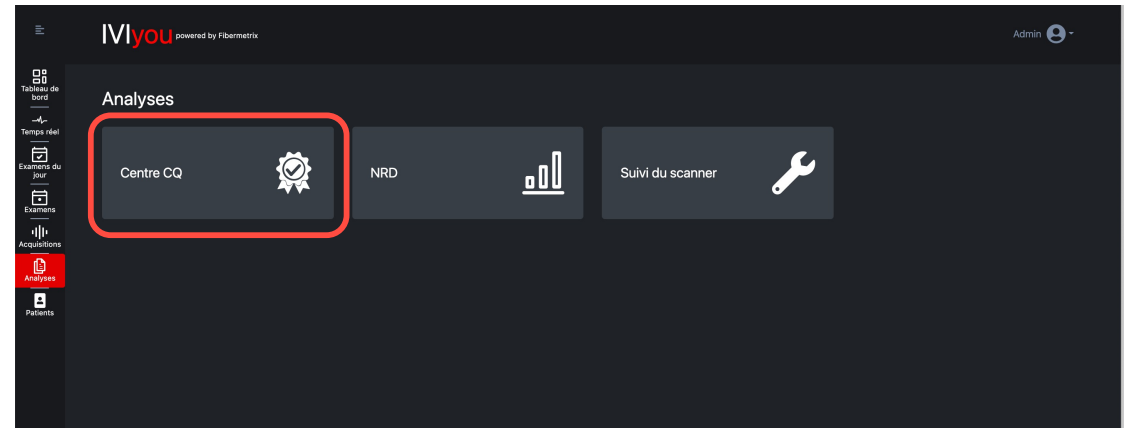 IVIyou powered by Fibermetrix
Admin
Tableau de
bord
Temps réel
Examens du
jour
Examens
Acquisitions
Analyses
Patients
Analyses
Centre CQ
NRD
Suivi du scanner